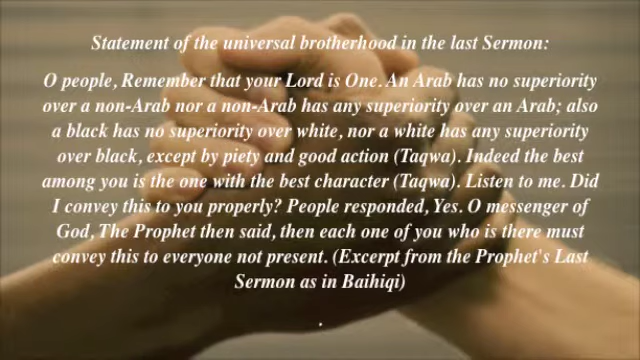 Statement of the universal brotherhood in the last Sermon:
O people, Remember that your Lord is One. An Arab has no superiority
over a non-Arab nor a non-Arab has any superiority over an Arab; also
a black has no superiority over white, nor a white has any superiority
over black, except by piety and good action (Taqwa). Indeed the best
among you is the one with the best character (Taqwa). Listen to me. Did
I convey this to you properly? People responded, Yes. O messenger of
God, The Prophet then said, then each one of you who is there must
convey this to everyone not present. (Excerpt from the Prophet's Last
Sermon as in Baihiqi)
.